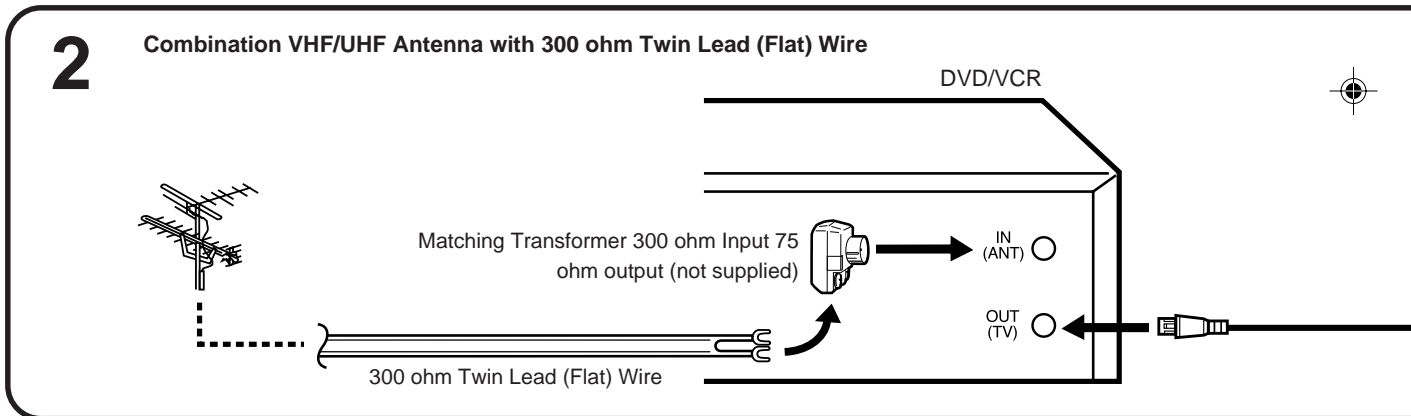 2
Combination VHF/UHF Antenna with 300 ohm Twin Lead (Flat) Wire
DVD/VCR
Matching Transformer 300 ohm Input 75
ohm output (not supplied)
IN
(ANT)
OUT
(TV)
300 ohm Twin Lead (Flat) Wire